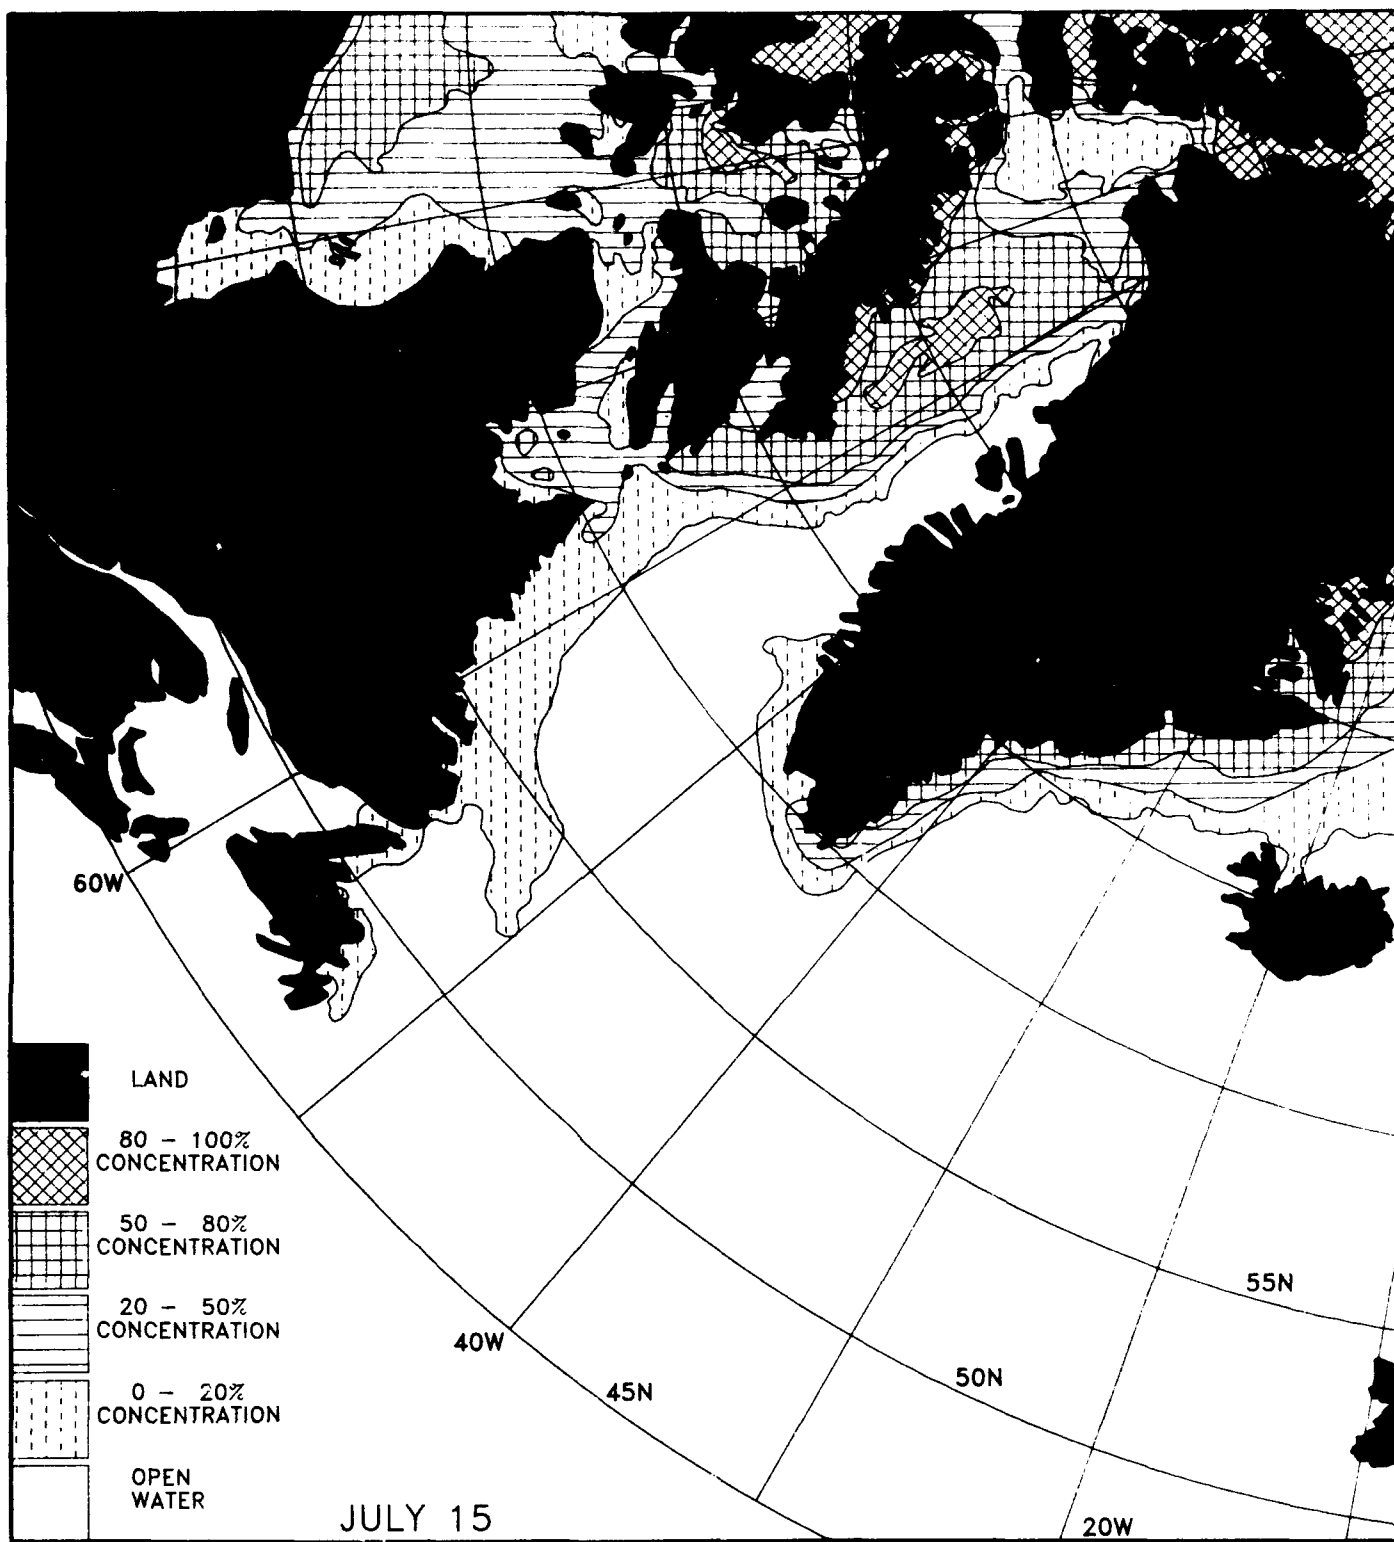 60W
LAND
80 - 100%
CONCENTRATION
50 - 80%
CONCENTRATION
20 - 50%
CONCENTRATION
0 - 20%
CONCENTRATION
OPEN
WATER
JULY 15
40W
45N
50N
55N
20W